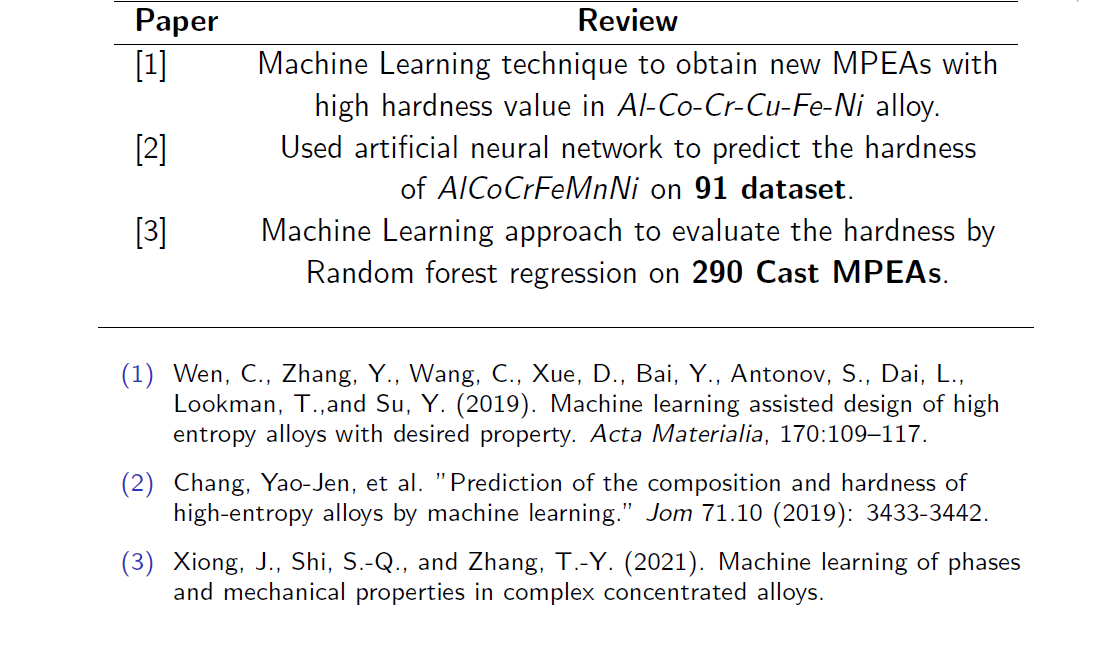 Paper Review
[1] Machine Learning technique to obtain new MPEAs with
high hardness value in Al-Co-Cr-Cu-Fe-Ni alloy.
[2] Used artificial neural network to predict the hardness
of AlCoCrFeMnNi on 91 dataset.
[3] Machine Learning approach to evaluate the hardness by
Random forest regression on 290 Cast MPEAs.
(1) Wen, C., Zhang, Y., Wang, C., Xue, D., Bai, Y., Antonov, S., Dai, L.,
Lookman, T.,and Su, Y. (2019). Machine learning assisted design of high
entropy alloys with desired property. Acta Materialia, 170:109–117.
(2) Chang, Yao-Jen, et al. ”Prediction of the composition and hardness of
high-entropy alloys by machine learning.” Jom 71.10 (2019): 3433-3442.
(3) Xiong, J., Shi, S.-Q., and Zhang, T.-Y. (2021). Machine learning of phases
and mechanical properties in complex concentrated alloys.